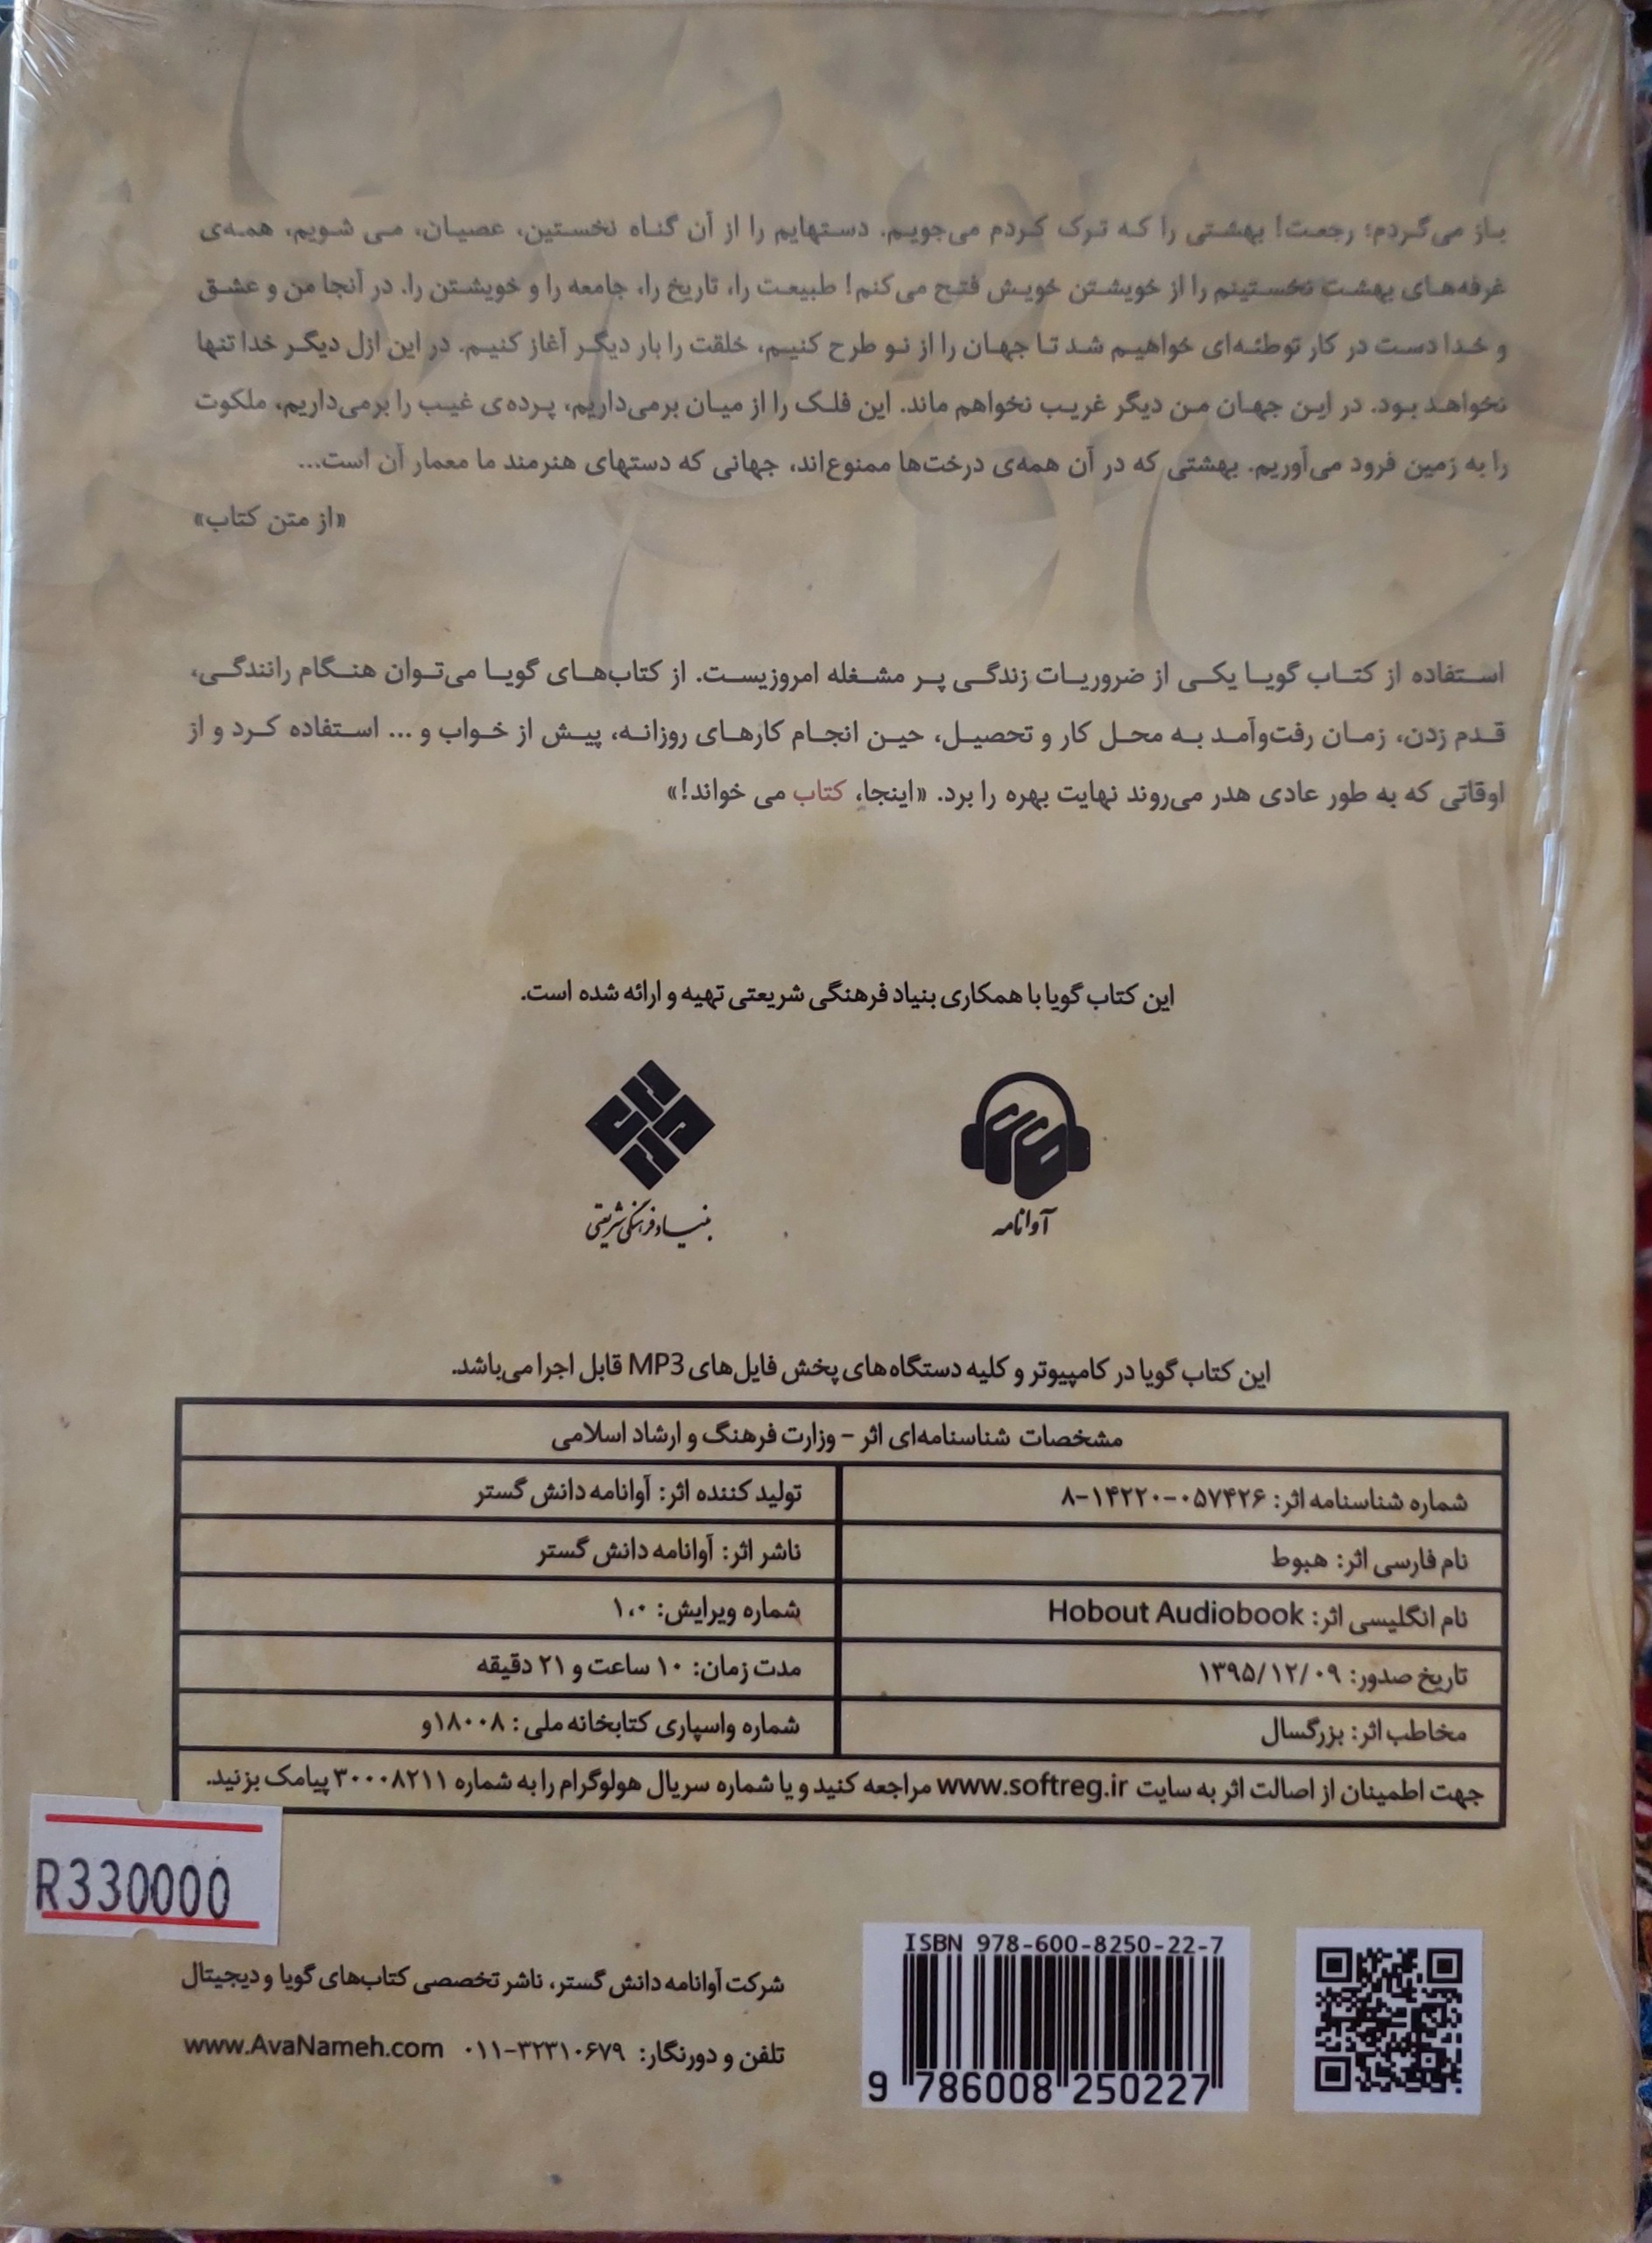 باز می‌گردم؛ رجعت! بهشتی را که ترک کردم می‌جویم. دستهایم را از آن گناه نخستین، عصیان، می شویم، همه‌ی
غرفه‌های بهشت نخستینم را از خویشتن خویش فتح می‌کنم! طبیعت را، تاریخ را، جامعه را و خویشتن را. در آنجا من و عشق
و خدا دست در کار توطئه‌ای خواهیم شد تا جهان را از نو طرح کنیم، خلقت را بار دیگر آغاز کنیم. در این ازل دیگر خدا تنها
نخواهد بود. در این جهان من دیگر غریب نخواهم ماند. این فلک را از میان برمی‌داریم، پرده‌ی غیب را برمی‌داریم، ملکوت
را به زمین فرود می‌آوریم. بهشتی که در آن همه‌ی درخت‌ها ممنوع‌اند، جهانی که دستهای هنرمند ما معمار آن است...
«از متن کتاب»
استفاده از کتاب گویا یکی از ضروریات زندگی پر مشغله امروزیست. از کتاب‌های گویا می‌توان هنگام رانندگی،
قدم زدن، زمان رفت‌وآمد به محل کار و تحصیل، حین انجام کارهای روزانه، پیش از خواب و ... استفاده کرد و از
اوقاتی که به طور عادی هدر می‌روند نهایت بهره را برد. «اینجا، کتاب می خواند!»
این کتاب گویا با همکاری بنیاد فرهنگی شریعتی تهیه و ارائه شده است.
آوانامه
بنیاد فرهنگی شریعتی
این کتاب گویا در کامپیوتر و کلیه دستگاه‌های پخش فایل‌های MP3 قابل اجرا می‌باشد.
مشخصات شناسنامه‌ای اثر – وزارت فرهنگ و ارشاد اسلامی
شماره شناسنامه اثر: ۸-۱۴۲۲۰-۰۵۷۴۲۶
تولید کننده اثر: آوانامه دانش گستر
نام فارسی اثر: هبوط
ناشر اثر: آوانامه دانش گستر
نام انگلیسی اثر: Hobout Audiobook
شماره ویرایش: ۱،۰
تاریخ صدور: ۱۳۹۵/۱۲/۰۹
مدت زمان: ۱۰ ساعت و ۲۱ دقیقه
مخاطب اثر: بزرگسال
شماره واسپاری کتابخانه ملی: ۱۸۰۰۸و
جهت اطمینان از اصالت اثر به سایت www.softreg.ir مراجعه کنید و یا شماره سریال هولوگرام را به شماره ۳۰۰۰۸۲۱۱ پیامک بزنید.
R330000
ISBN 978-600-8250-22-7
9 786008 250227
شرکت آوانامه دانش گستر، ناشر تخصصی کتاب‌های گویا و دیجیتال
تلفن و دورنگار: ۰۱۱-۳۲۳۱۰۶۷۹ www.AvaNameh.com